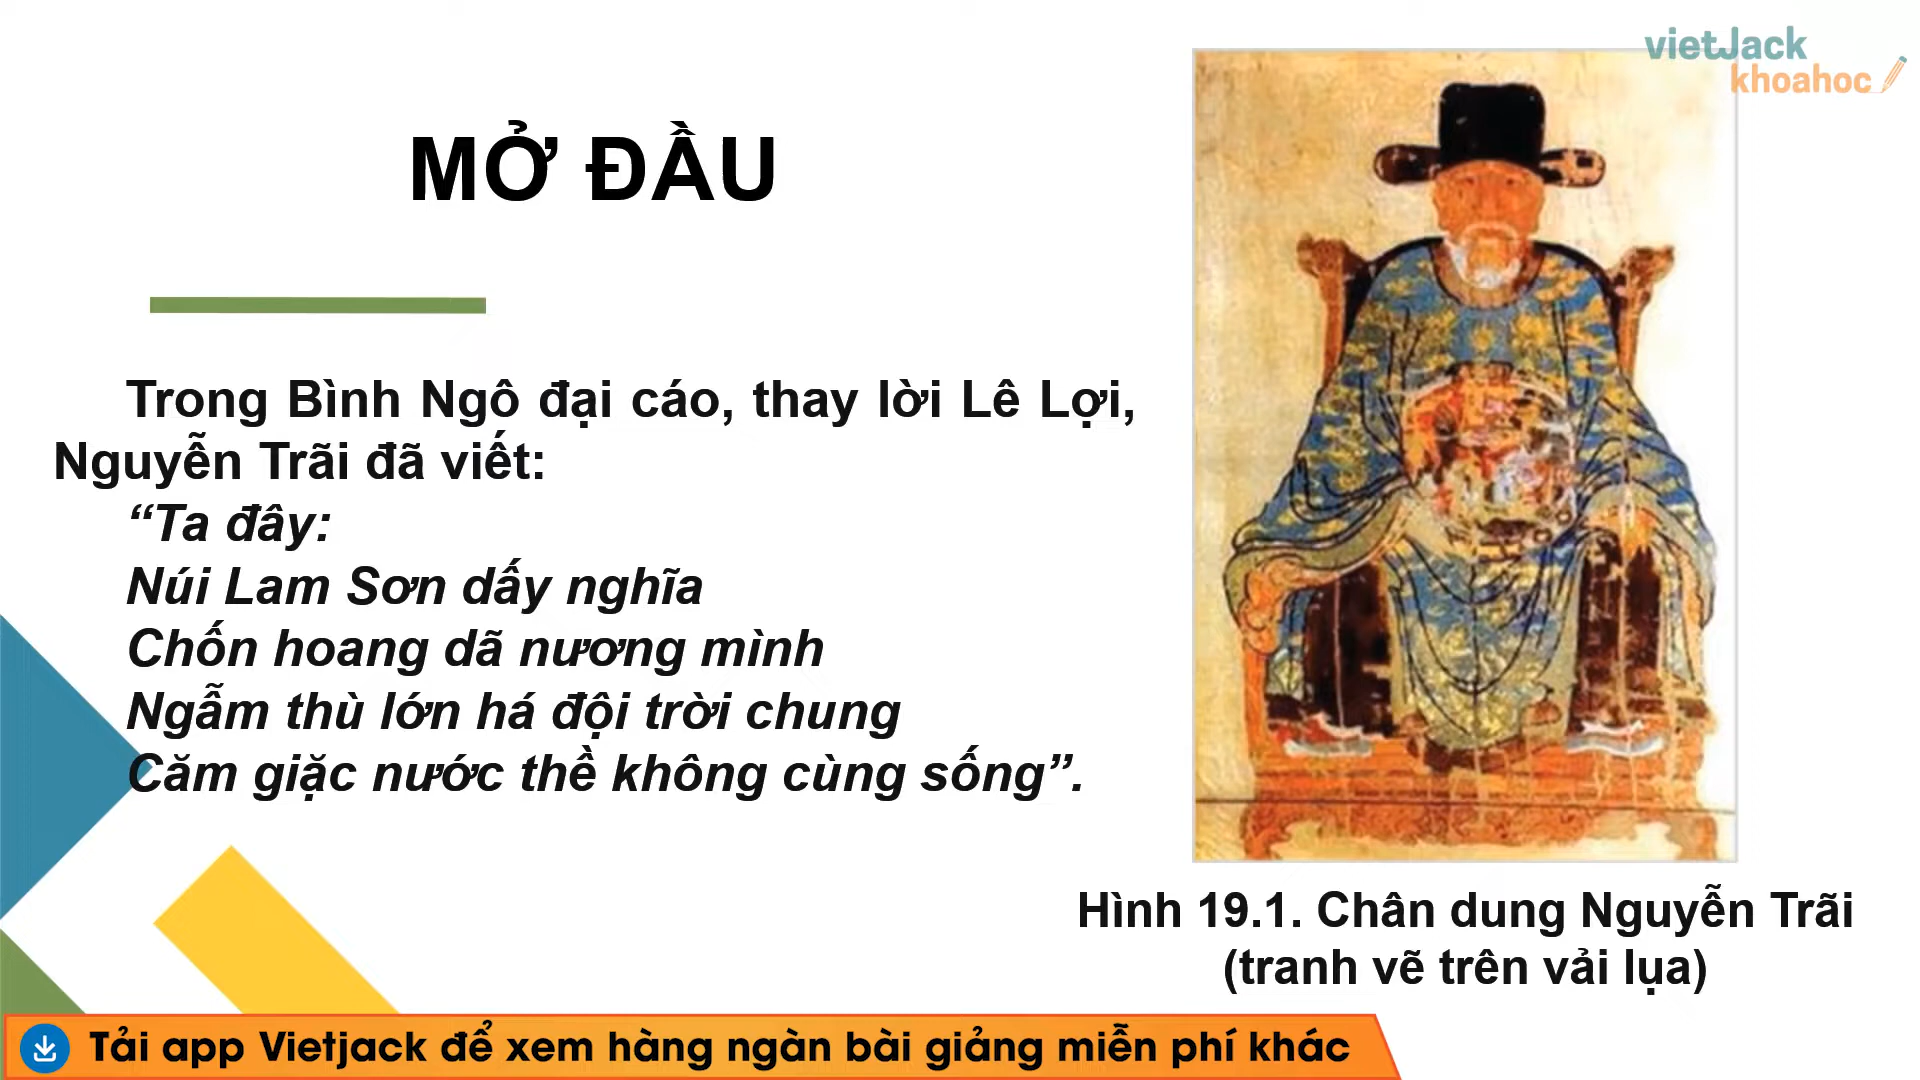 vietJack
khoahoc
MỞ ĐẦU
Trong Bình Ngô đại cáo, thay lời Lê Lợi,
Nguyễn Trãi đã viết:
“Ta đây:
Núi Lam Sơn dấy nghĩa
Chốn hoang dã nương mình
Ngẫm thù lớn há đội trời chung
Căm giặc nước thề không cùng sống”.
Hình 19.1. Chân dung Nguyễn Trãi
(tranh vẽ trên vải lụa)
Tải app Vietjack để xem hàng ngàn bài giảng miễn phí khác